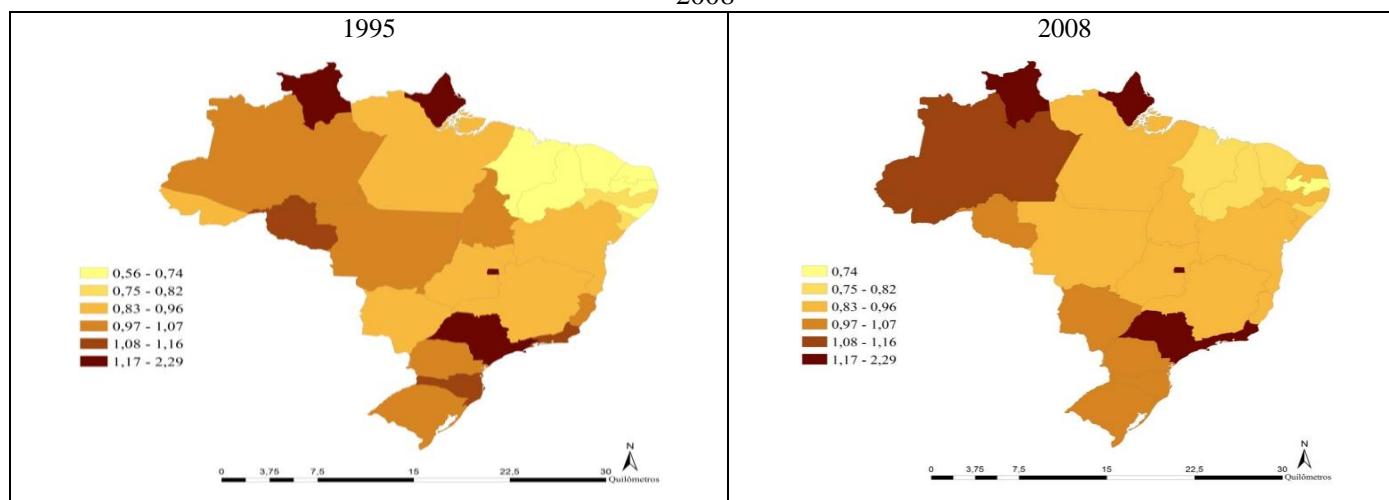 2008
1995
0,56 - 0,74
0,75 - 0,82
0,83 - 0,96
0,97 - 1,07
1,08 - 1,16
1,17 - 2,29
N
0 3,75 7,5 15 22,5 30
Quilômetros
2008
0,74
0,75 - 0,82
0,83 - 0,96
0,97 - 1,07
1,08 - 1,16
1,17 - 2,29
N
0 3,75 7,5 15 22,5 30
Quilômetros